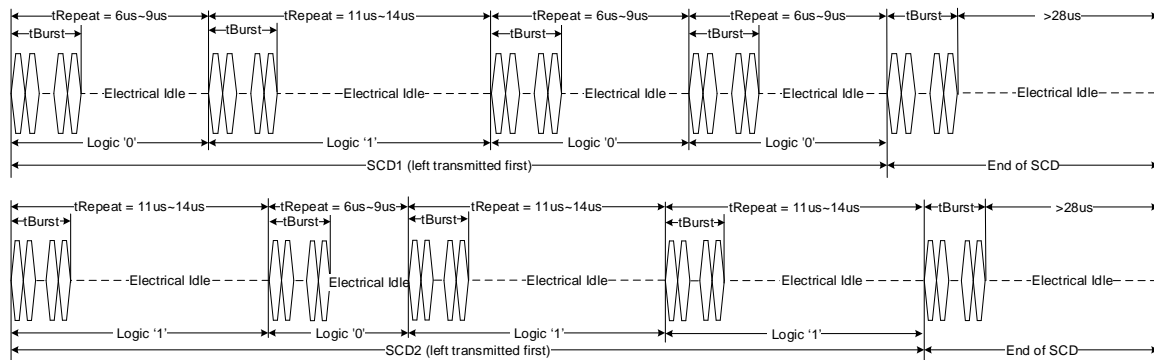 tRepeat = 6us~9us tRepeat = 11us~14us tRepeat = 6us~9us tRepeat = 6us~9us tBurst >28us
tBurst tBurst tBurst tBurst
Electrical Idle Electrical Idle Electrical Idle Electrical Idle Electrical Idle
Logic '0' Logic '1' Logic '0' Logic '0'
SCD1 (left transmitted first) End of SCD
tRepeat = 11us~14us tRepeat = 6us~9us tRepeat = 11us~14us tRepeat = 11us~14us tBurst >28us
tBurst tBurst tBurst tBurst
Electrical Idle Electrical Idle Electrical Idle Electrical Idle Electrical Idle
Logic ‘1’ Logic '0' Logic ‘1’ Logic ‘1’
SCD2 (left transmitted first) End of SCD